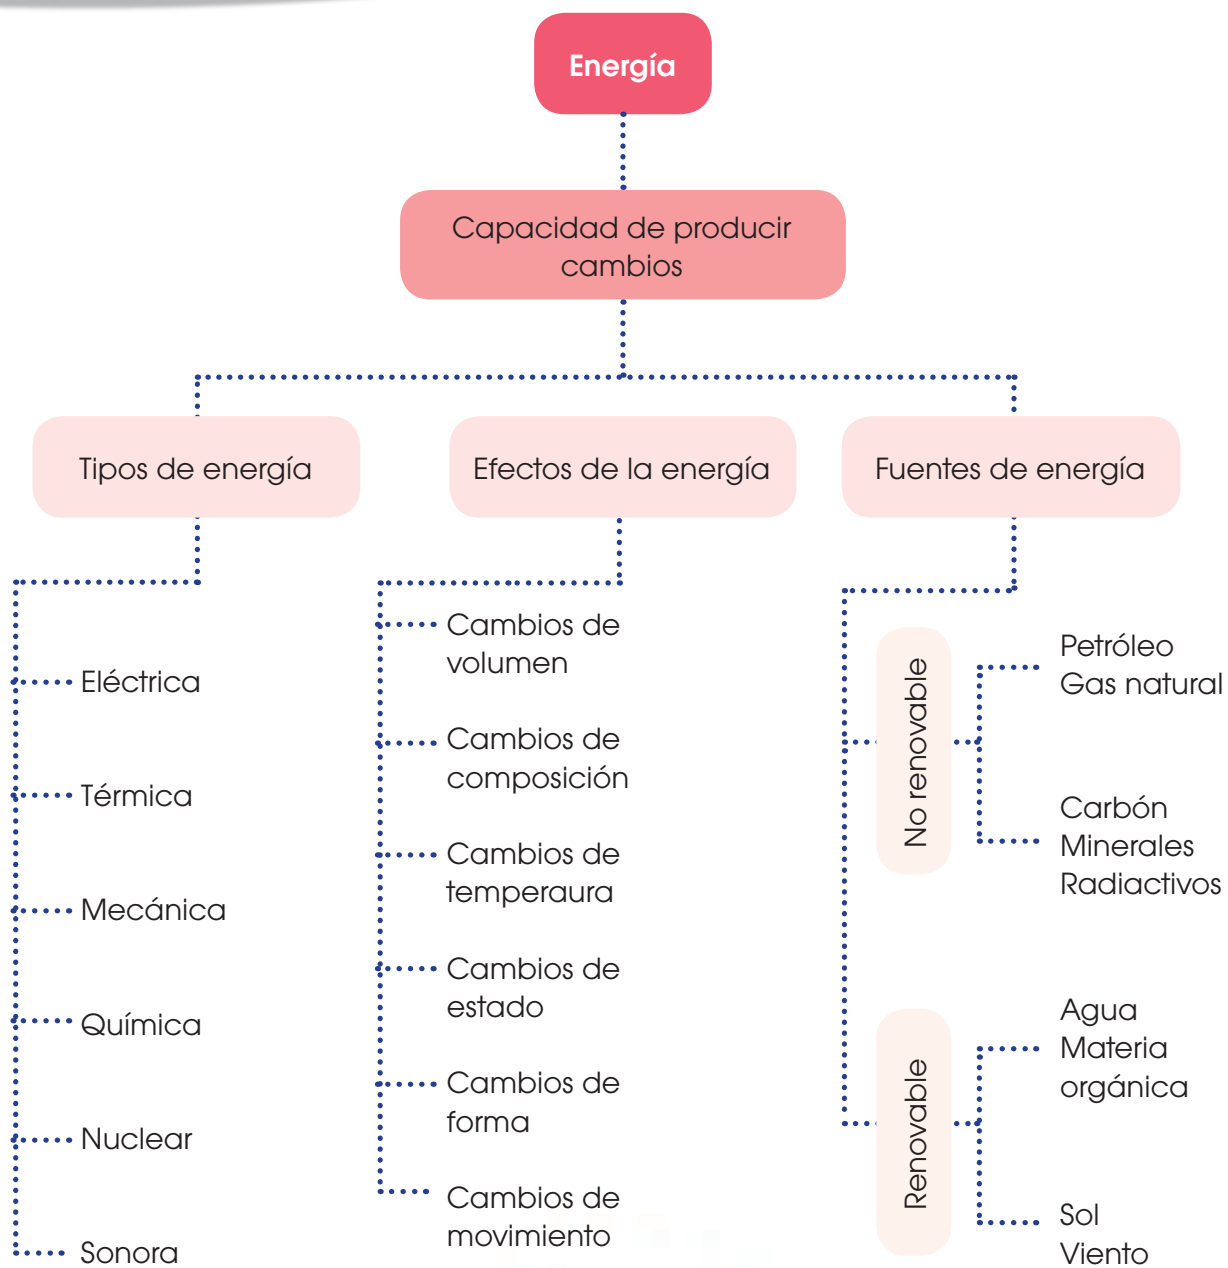 Energía
Capacidad de producir
cambios
Tipos de energía
Efectos de la energía
Fuentes de energía
Eléctrica
Térmica
Mecánica
Química
Nuclear
Sonora
Cambios de
volumen
Cambios de
composición
Cambios de
temperaura
Cambios de
estado
Cambios de
forma
Cambios de
movimiento
No renovable
Petróleo
Gas natural
Carbón
Minerales
Radiactivos
Renovable
Agua
Materia
orgánica
Sol
Viento